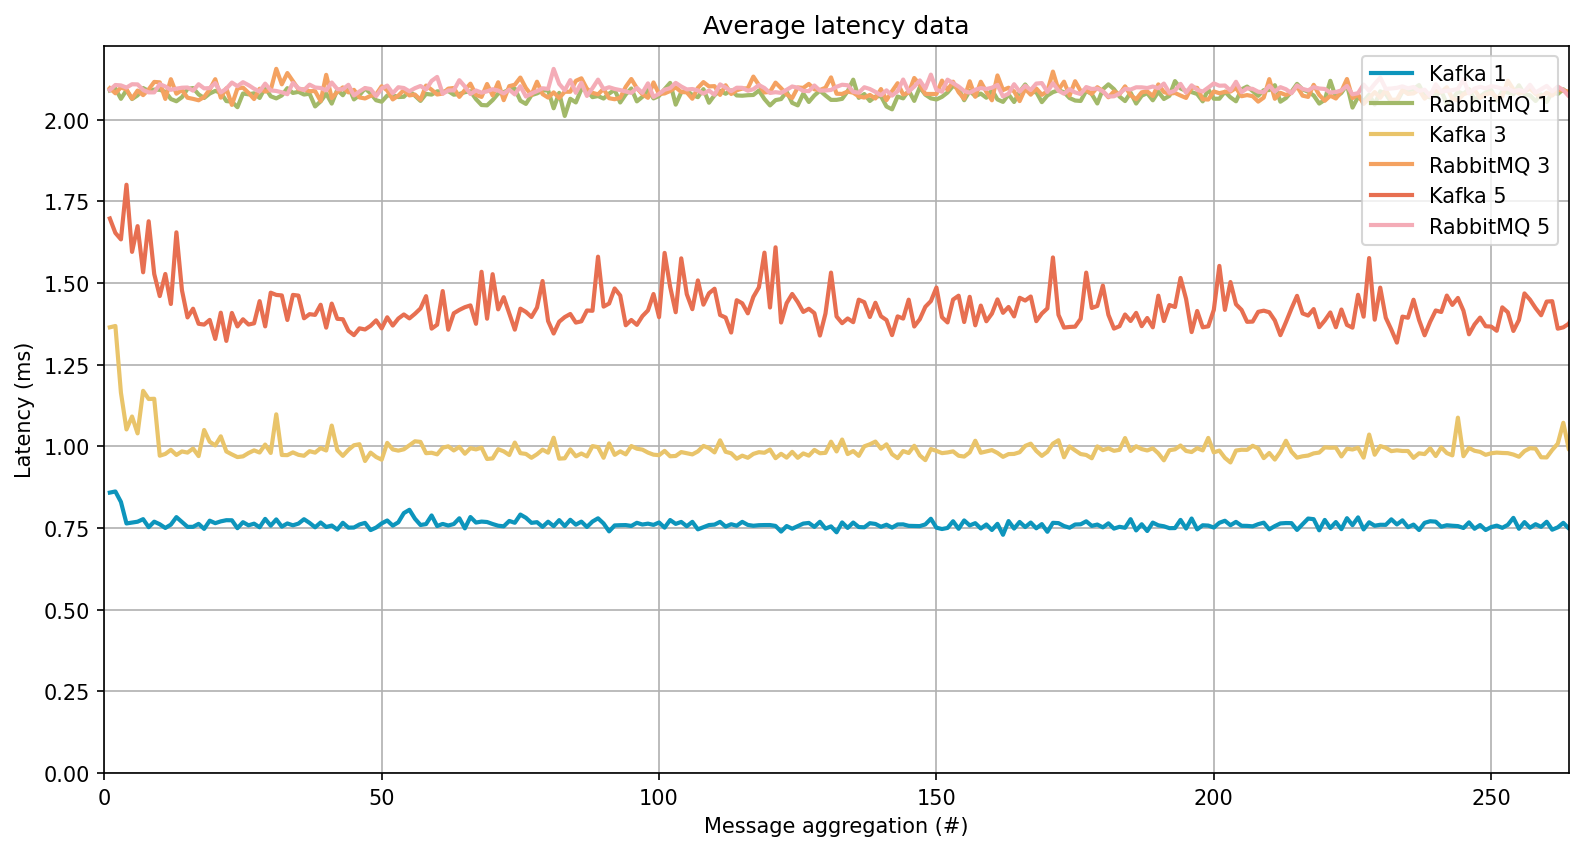 Average latency data
Kafka 1
RabbitMQ 1
Kafka 3
RabbitMQ 3
Kafka 5
RabbitMQ 5
Latency (ms)
2.00
1.75
1.50
1.25
1.00
0.75
0.50
0.25
0.00
0 50 100 150 200 250
Message aggregation (#)